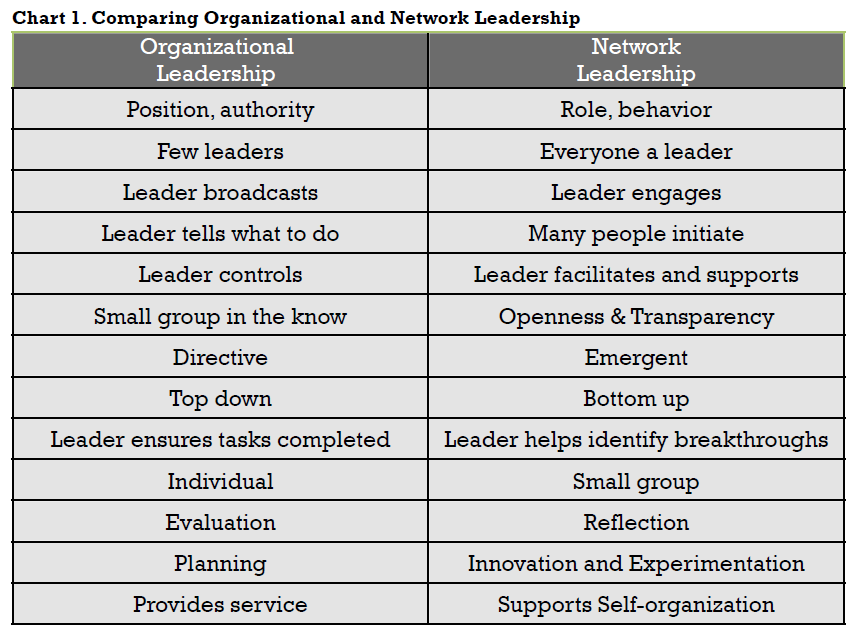 Chart 1. Comparing Organizational and Network Leadership
Organizational Leadership | Network Leadership
Position, authority | Role, behavior
Few leaders | Everyone a leader
Leader broadcasts | Leader engages
Leader tells what to do | Many people initiate
Leader controls | Leader facilitates and supports
Small group in the know | Openness & Transparency
Directive | Emergent
Top down | Bottom up
Leader ensures tasks completed | Leader helps identify breakthroughs
Individual | Small group
Evaluation | Reflection
Planning | Innovation and Experimentation
Provides service | Supports Self-organization